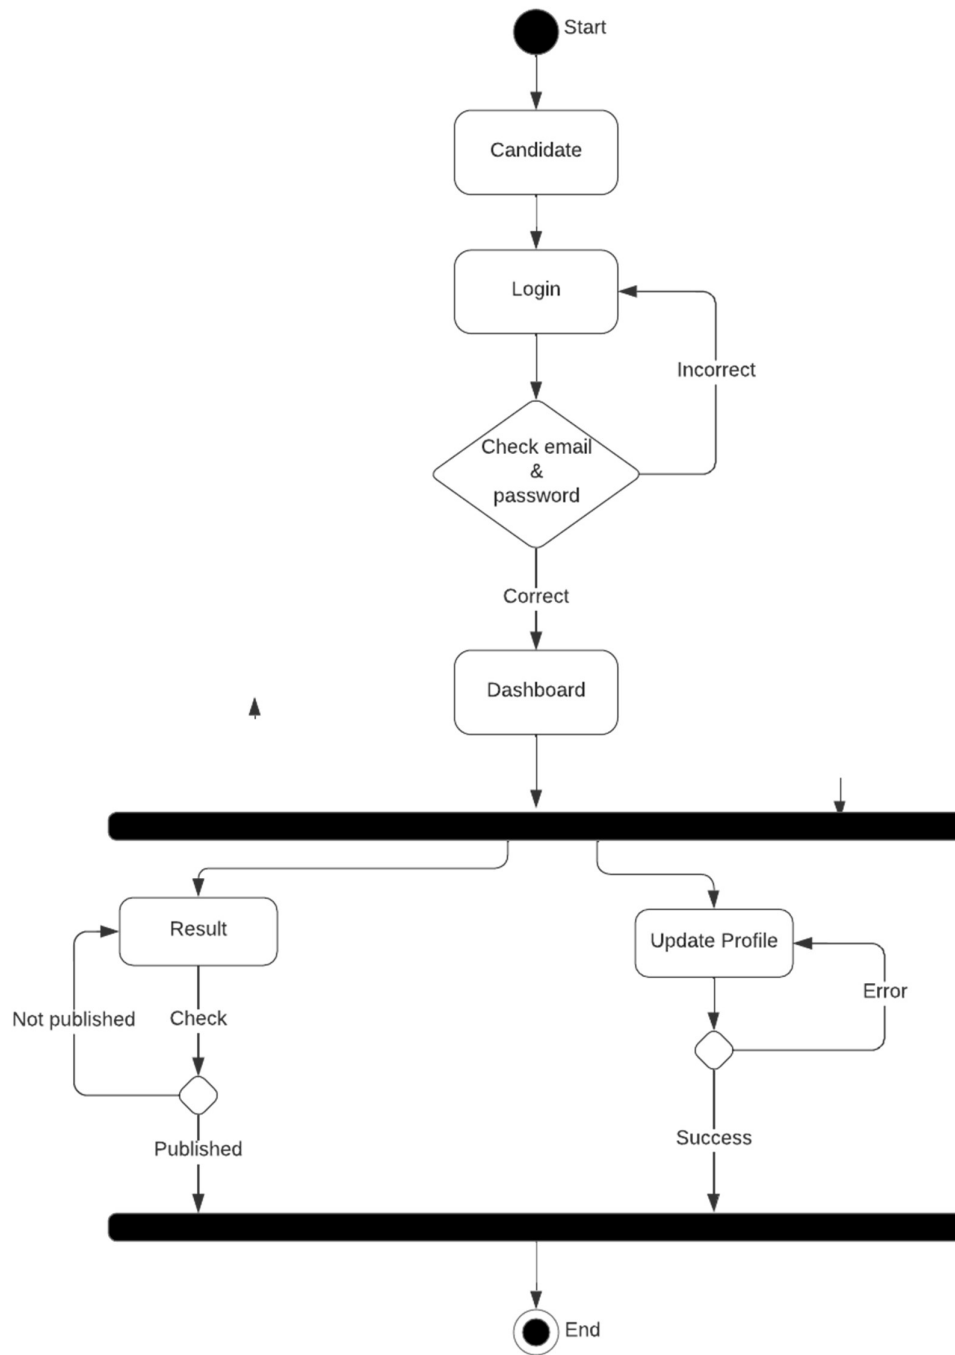 Start
Candidate
Login
Incorrect
Check email
&
password
Correct
Dashboard
Result
Update Profile
Error
Not published
Check
Success
Published
End